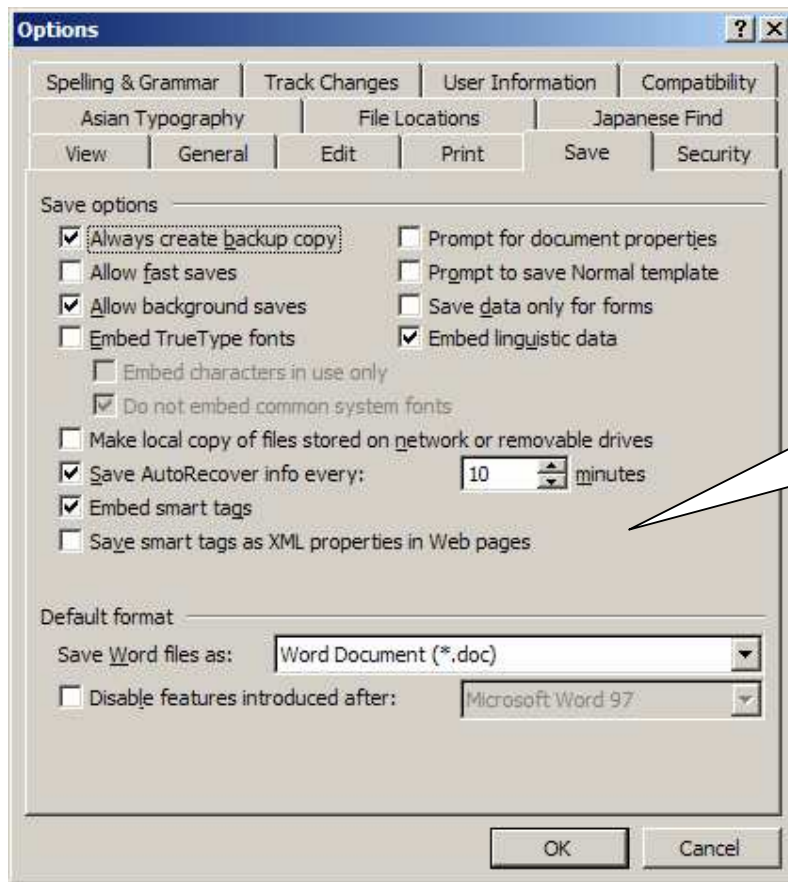 Options
Spelling & Grammar Track Changes User Information Compatibility
Asian Typography File Locations Japanese Find
View General Edit Print Save Security
Save options
Always create backup copy Prompt for document properties
Allow fast saves Prompt to save Normal template
Allow background saves Save data only for forms
Embed TrueType fonts Embed linguistic data
Embed characters in use only
Do not embed common system fonts
Make local copy of files stored on network or removable drives
Save AutoRecover info every: 10 minutes
Embed smart tags
Save smart tags as XML properties in Web pages
Default format
Save Word files as: Word Document (*.doc)
Disable features introduced after: Microsoft Word 97
OK Cancel